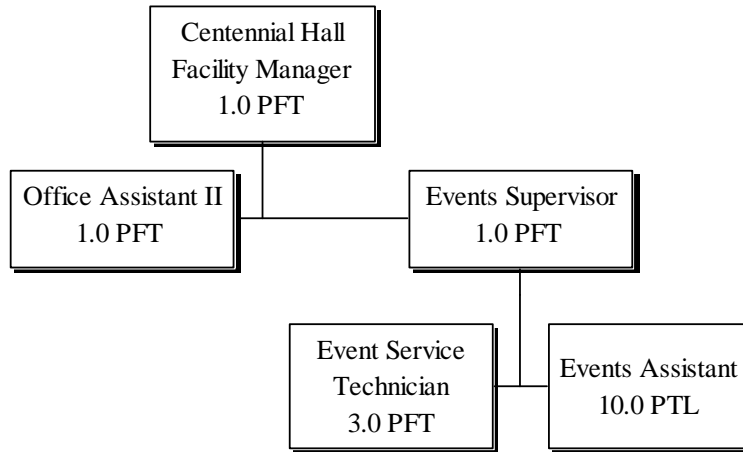 Centennial Hall
Facility Manager
1.0 PFT
Office Assistant II
1.0 PFT
Events Supervisor
1.0 PFT
Event Service
Technician
3.0 PFT
Events Assistant
10.0 PTL